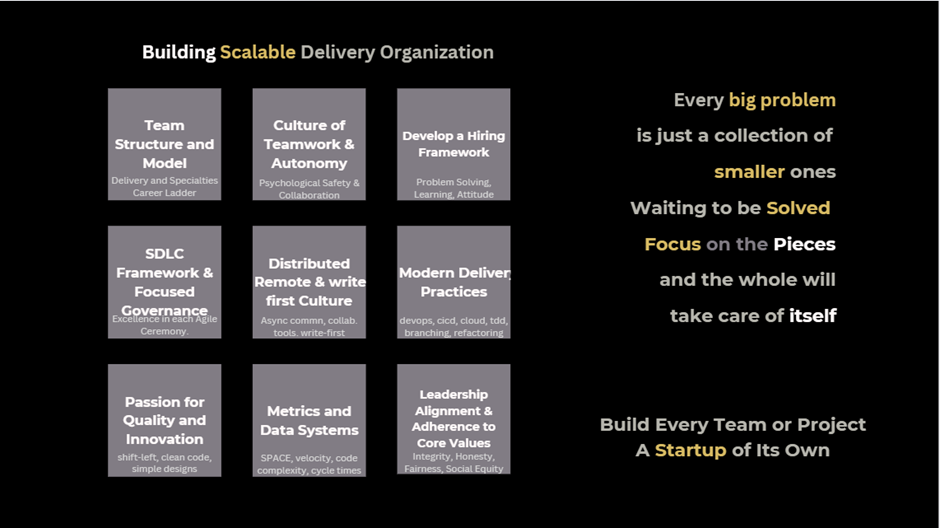 Building Scalable Delivery Organization
Team
Structure and
Model
Delivery and Specialties
Career Ladder
Culture of
Teamwork &
Autonomy
Psychological Safety &
Collaboration
Develop a Hiring
Framework
Problem Solving,
Learning, Attitude
SDLC
Framework &
Focused
Governance
Excellence in each Agile
Ceremony.
Distributed
Remote & write
first Culture
Async commn, collab.
tools, write-first
Modern Delivery
Practices
devops, cicd, cloud, tdd,
branching, refactoring
Passion for
Quality and
Innovation
shift-left, clean code,
simple designs
Metrics and
Data Systems
SPACE, velocity, code
complexity, cycle times
Leadership
Alignment &
Adherence to
Core Values
Integrity, Honesty,
Fairness, Social Equity
Every big problem
is just a collection of
smaller ones
Waiting to be Solved
Focus on the Pieces
and the whole will
take care of itself
Build Every Team or Project
A Startup of Its Own